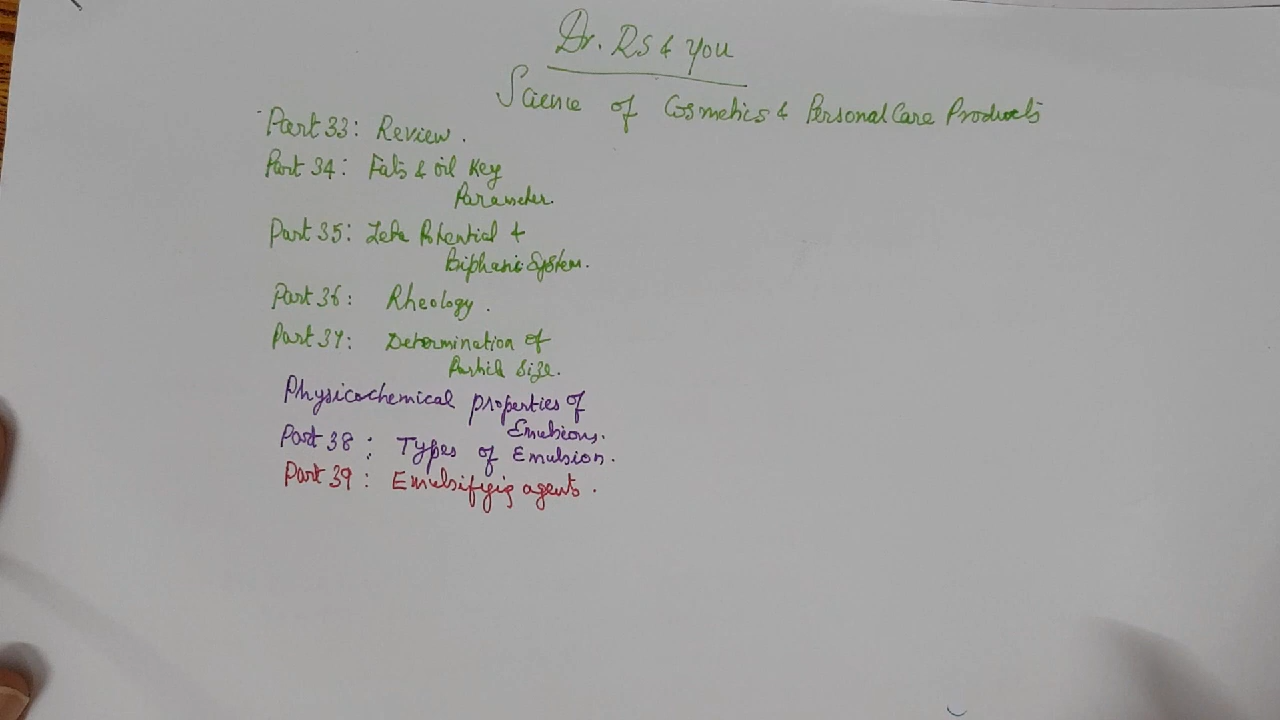 Dr. RS & You
Science of Cosmetics & Personal Care Products
Part 33: Review.
Part 34: Fats & oil Key
Parameter.
Part 35: Zeta Potential &
Biphasic System.
Part 36: Rheology.
Part 37: Determination of
Particle Size.
Physicochemical properties of
Emulsions.
Part 38: Types of Emulsion.
Part 39: Emulsifying agents.